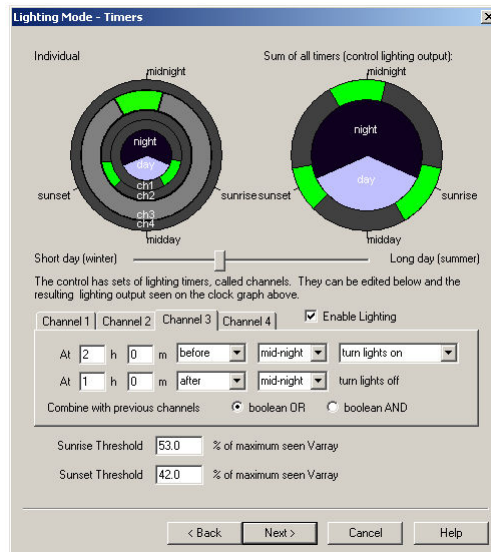 Lighting Mode - Timers
Individual
Sum of all timers (control lighting output):
midnight
night
day
ch1
ch2
ch3
ch4
sunset
sunrise
midday
midnight
night
day
sunset
sunrise
midday
Short day (winter)
Long day (summer)
The control has sets of lighting timers, called channels. They can be edited below and the
resulting lighting output seen on the clock graph above.
Channel 1 Channel 2 Channel 3 Channel 4
Enable Lighting
At 2 h 0 m before mid-night turn lights on
At 1 h 0 m after mid-night turn lights off
Combine with previous channels boolean OR boolean AND
Sunrise Threshold 53.0 % of maximum seen Varray
Sunset Threshold 42.0 % of maximum seen Varray
< Back Next > Cancel Help